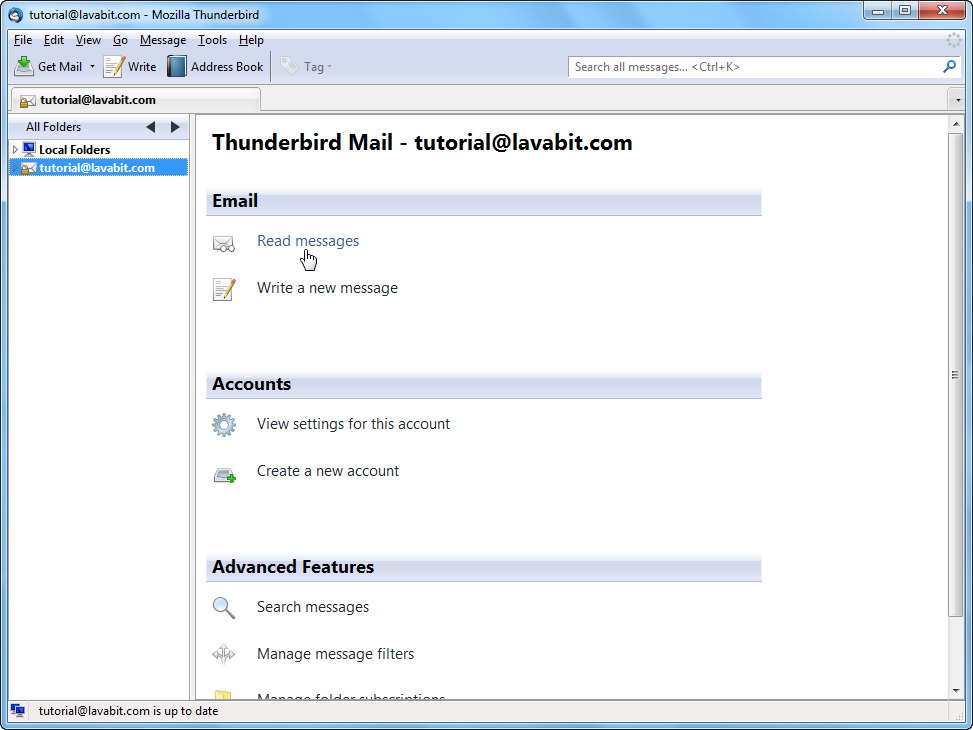 tutorial@lavabit.com - Mozilla Thunderbird
File Edit View Go Message Tools Help
Get Mail Write Address Book Tag Search all messages... <Ctrl+K>
tutorial@lavabit.com
All Folders
Local Folders
tutorial@lavabit.com
Thunderbird Mail - tutorial@lavabit.com
Email
Read messages
Write a new message
Accounts
View settings for this account
Create a new account
Advanced Features
Search messages
Manage message filters
Manage folder subscriptions
tutorial@lavabit.com is up to date